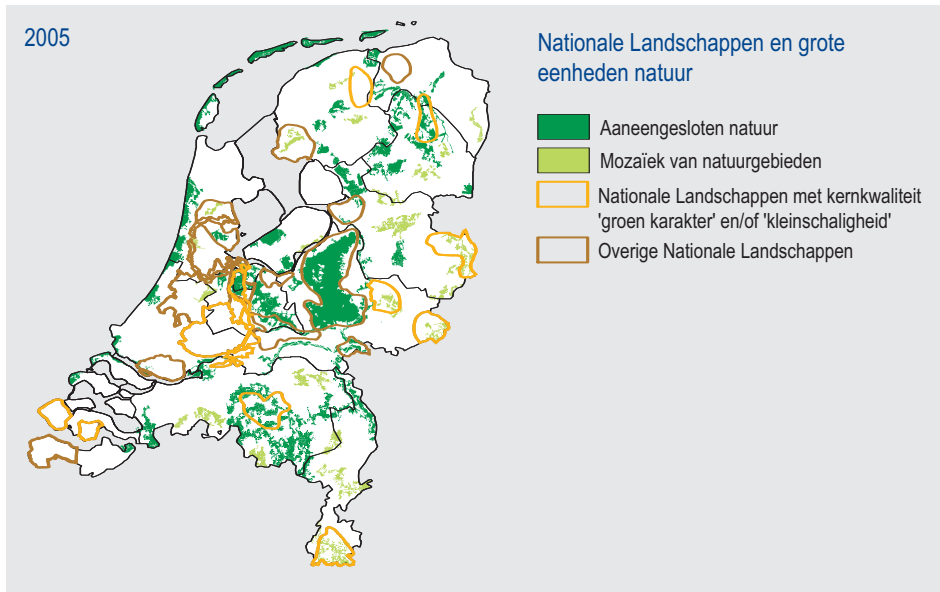 2005
Nationale Landschappen en grote
eenheden natuur
Aaneengesloten natuur
Mozaïek van natuurgebieden
Nationale Landschappen met kernkwaliteit
'groen karakter' en/of 'kleinschaligheid'
Overige Nationale Landschappen